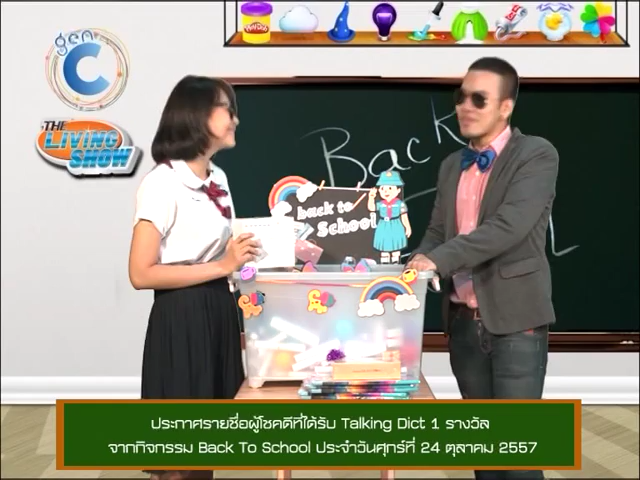 gen
C
THE
LIVING
SHOW
Play-Doh
Back
back to
School
ประกาศรายชื่อผู้โชคดีที่ได้รับ Talking Dict 1 รางวัล
จากกิจกรรม Back To School ประจำวันศุกร์ที่ 24 ตุลาคม 2557